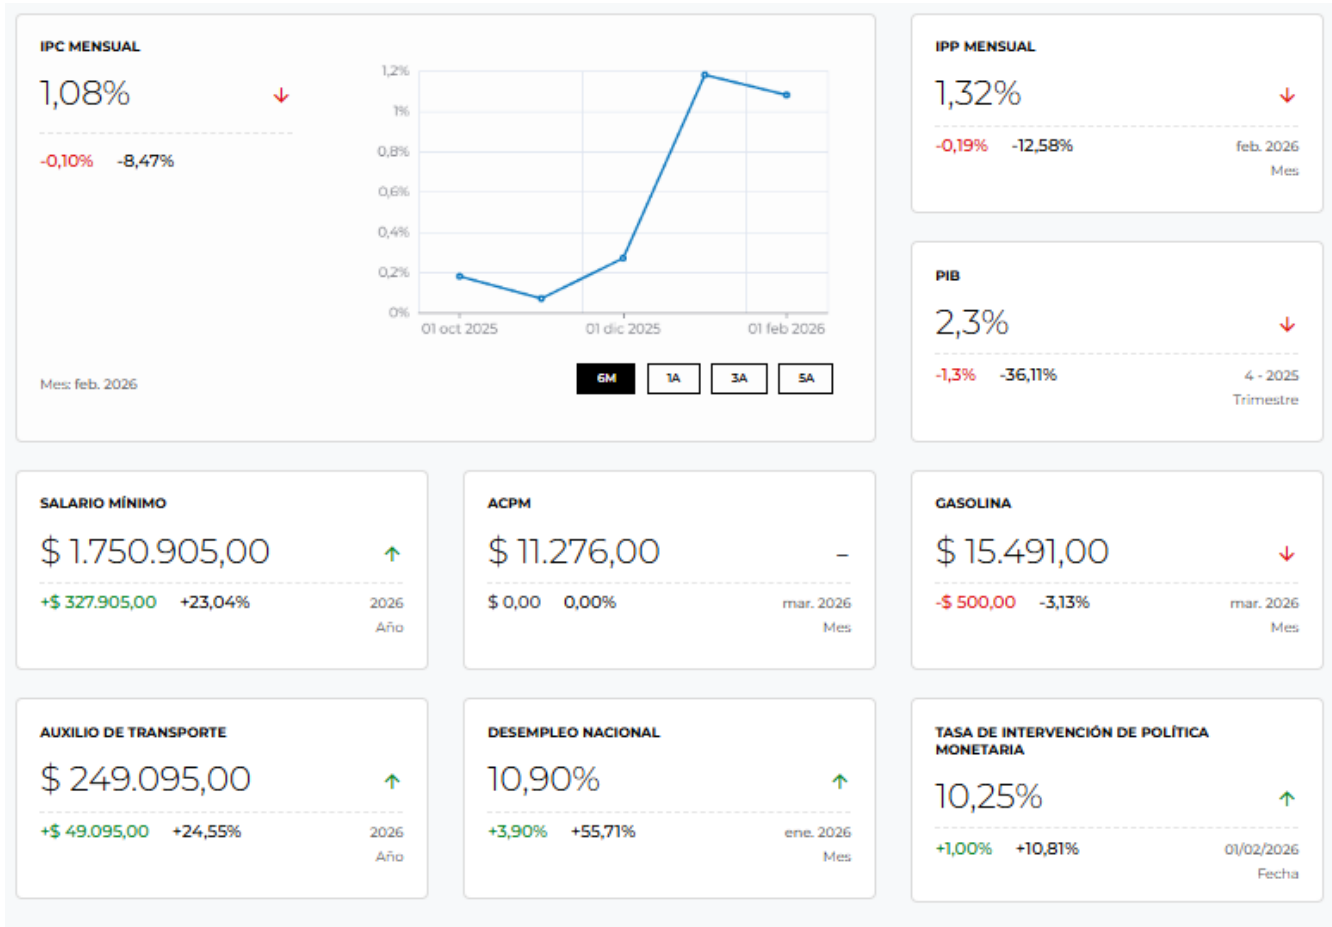 IPC MENSUAL
1,08%
-0,10% -8,47%
Mes: feb. 2026
1,2%
1%
0,8%
0,6%
0,4%
0,2%
0%
01 oct 2025 01 dic 2025 01 feb 2026
6M 1A 3A 5A
IPP MENSUAL
1,32%
-0,19% -12,58% feb. 2026
Mes
PIB
2,3%
-1,3% -36,11% 4 - 2025
Trimestre
SALARIO MÍNIMO
$ 1.750.905,00
+$ 327.905,00 +23,04% 2026
Año
ACPM
$ 11.276,00
–
$ 0,00 0,00% mar. 2026
Mes
GASOLINA
$ 15.491,00
-$ 500,00 -3,13% mar. 2026
Mes
AUXILIO DE TRANSPORTE
$ 249.095,00
+$ 49.095,00 +24,55% 2026
Año
DESEMPLEO NACIONAL
10,90%
+3,90% +55,71% ene. 2026
Mes
TASA DE INTERVENCIÓN DE POLÍTICA
MONETARIA
10,25%
+1,00% +10,81% 01/02/2026
Fecha